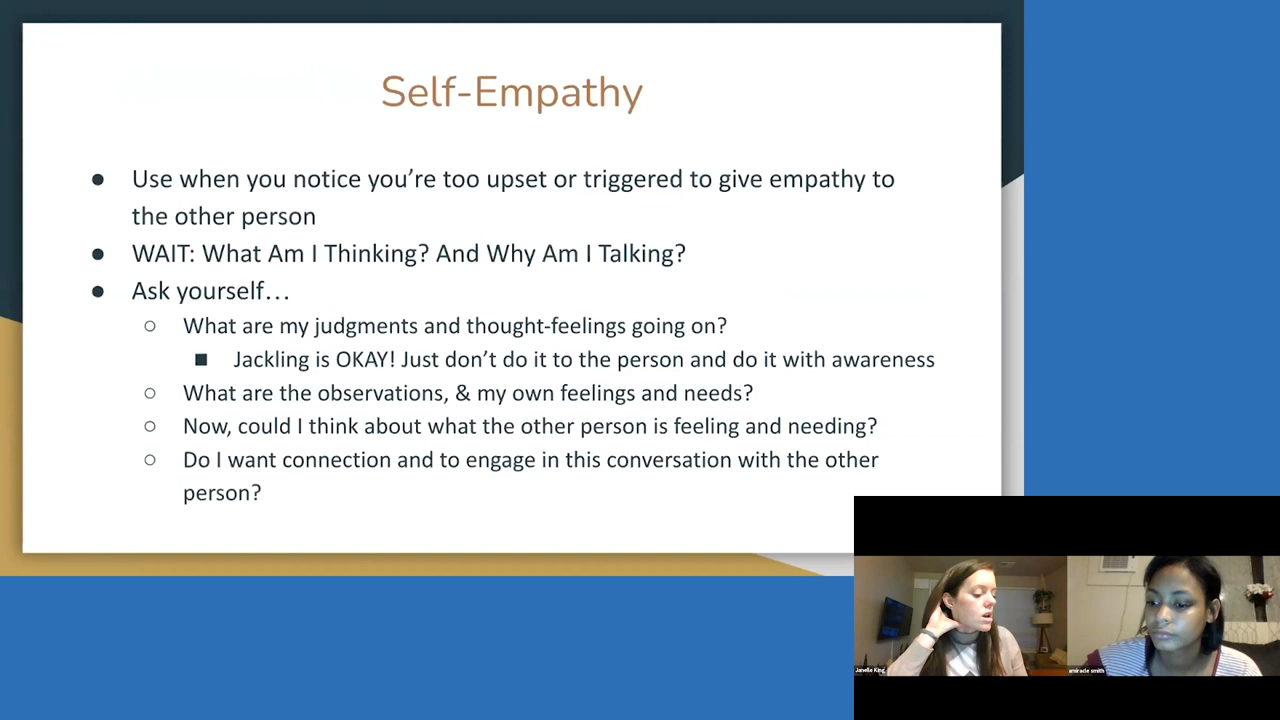 Self-Empathy
● Use when you notice you’re too upset or triggered to give empathy to
the other person
● WAIT: What Am I Thinking? And Why Am I Talking?
● Ask yourself…
○ What are my judgments and thought-feelings going on?
■ Jackling is OKAY! Just don’t do it to the person and do it with awareness
○ What are the observations, & my own feelings and needs?
○ Now, could I think about what the other person is feeling and needing?
○ Do I want connection and to engage in this conversation with the other
person?
Janelle King
amiracle smith